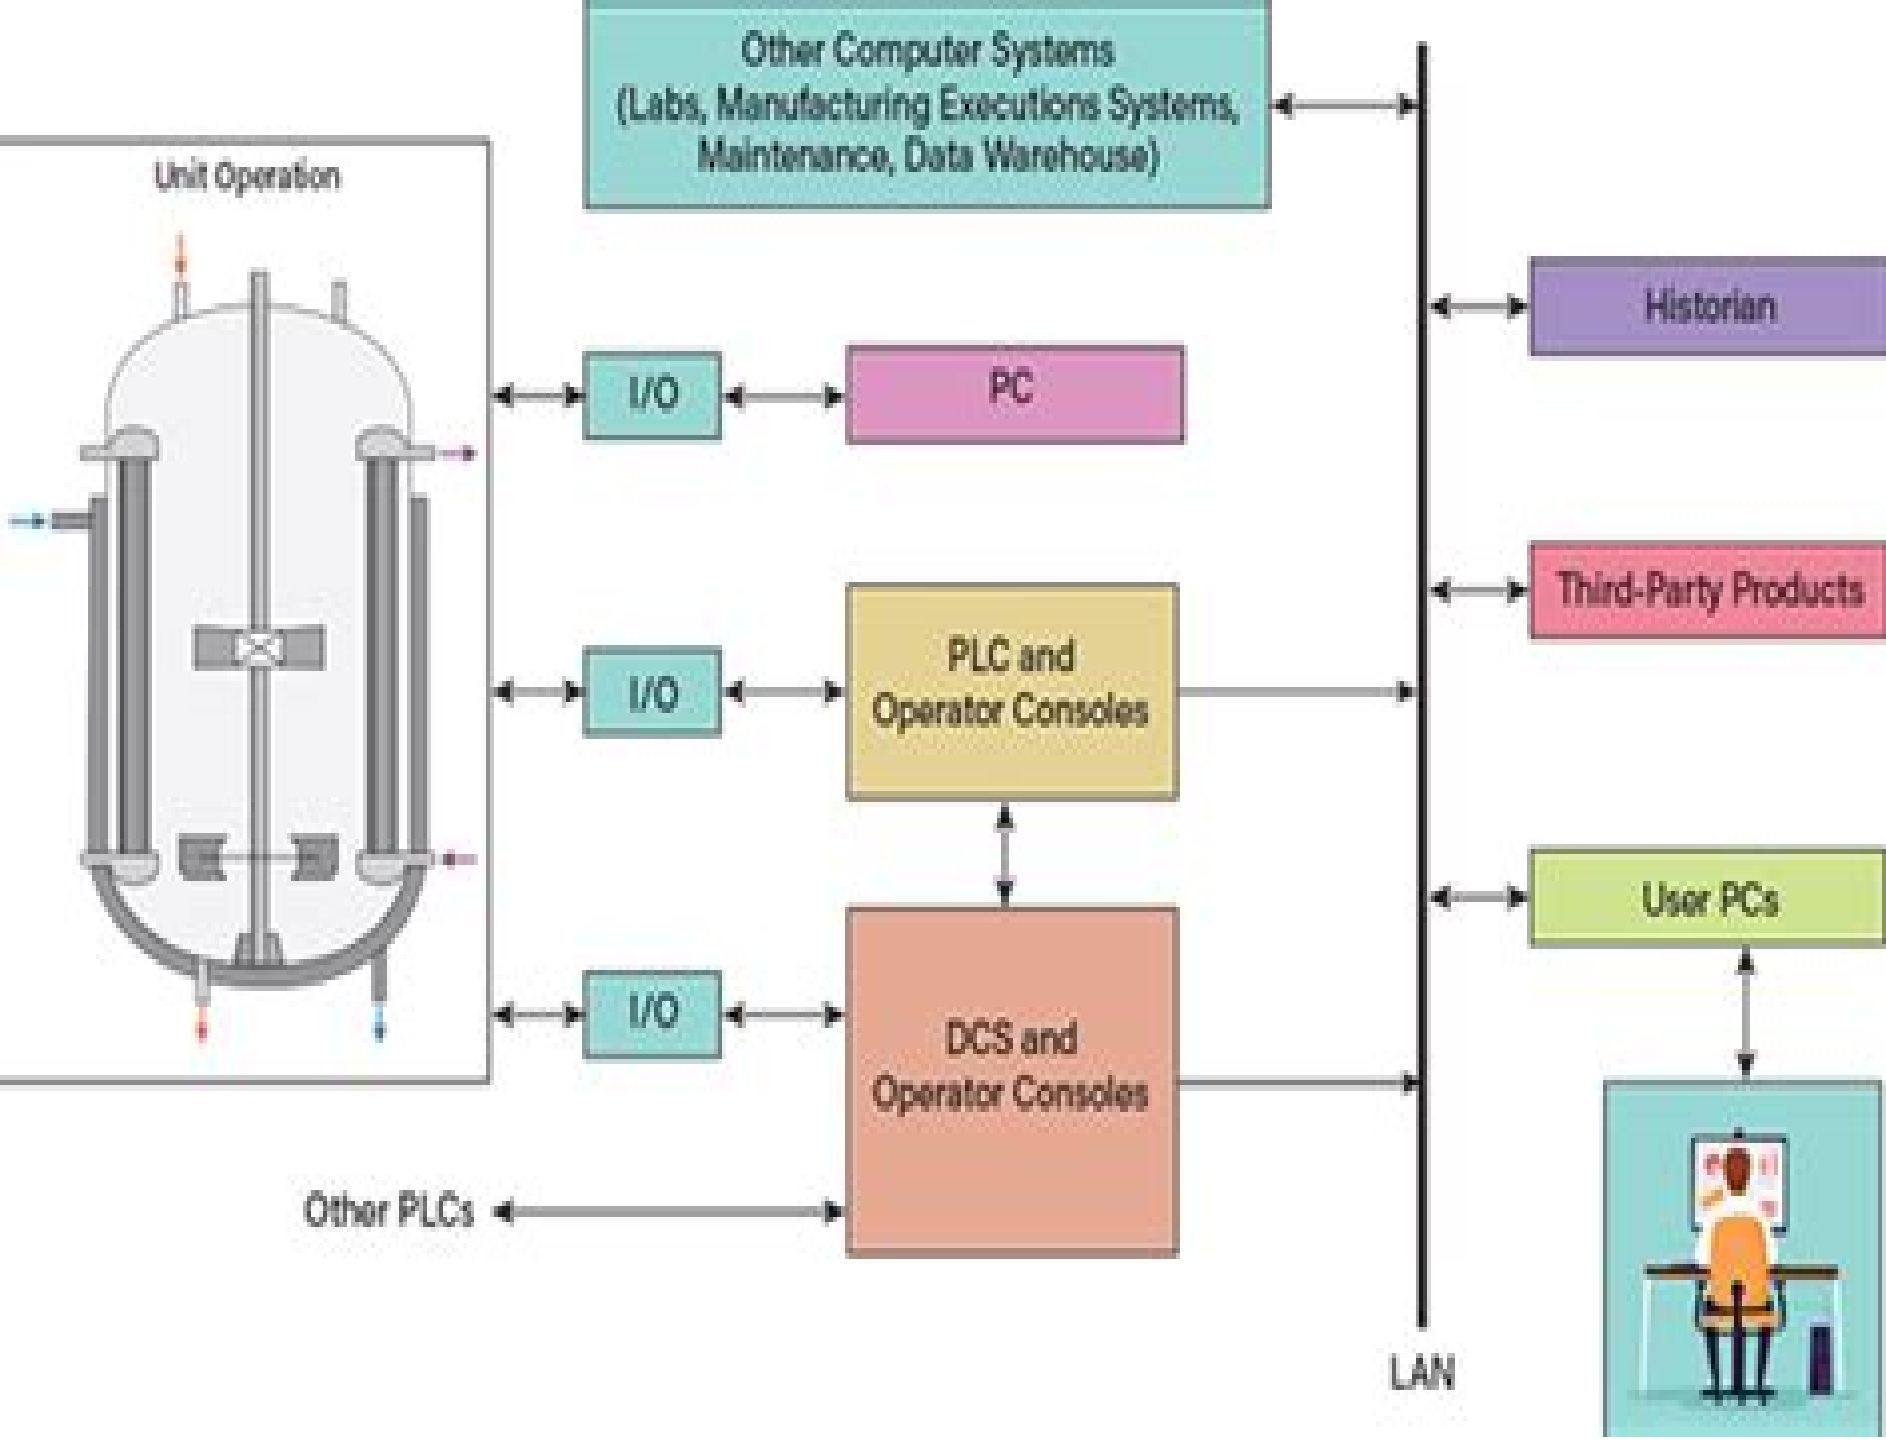 Other Computer Systems
(Labs, Manufacturing Executions Systems,
Maintenance, Data Warehouse)
Unit Operation
Historian
I/O
PC
Third-Party Products
PLC and
Operator Consoles
I/O
User PCs
I/O
DCS and
Operator Consoles
Other PLCs
LAN